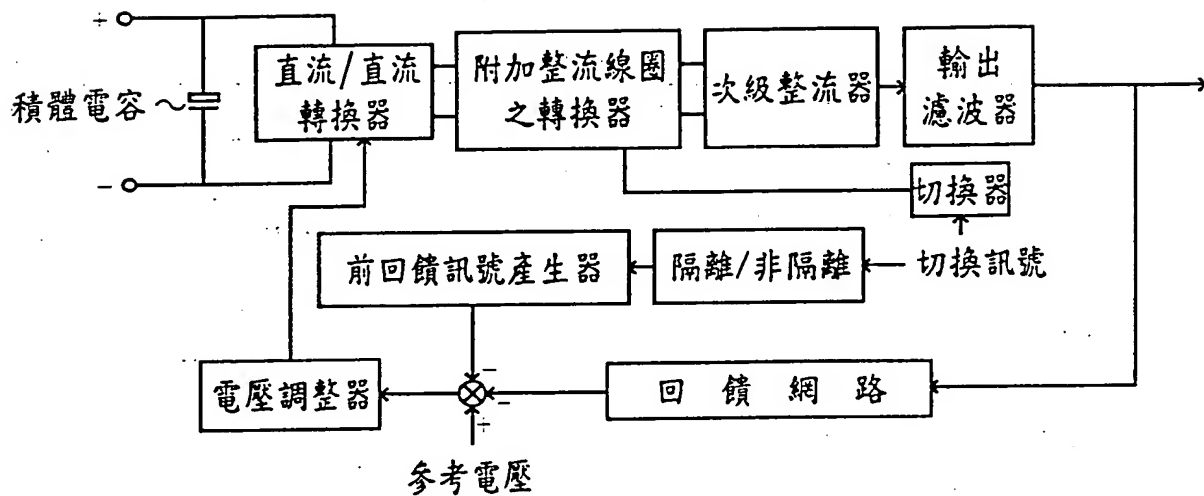 +
積體電容
-
直流/直流
轉換器
附加整流線圈
之轉換器
次級整流器
輸出
濾波器
切換器
切換訊號
隔離/非隔離
前回饋訊號產生器
電壓調整器
-
-
+
回饋網路
參考電壓